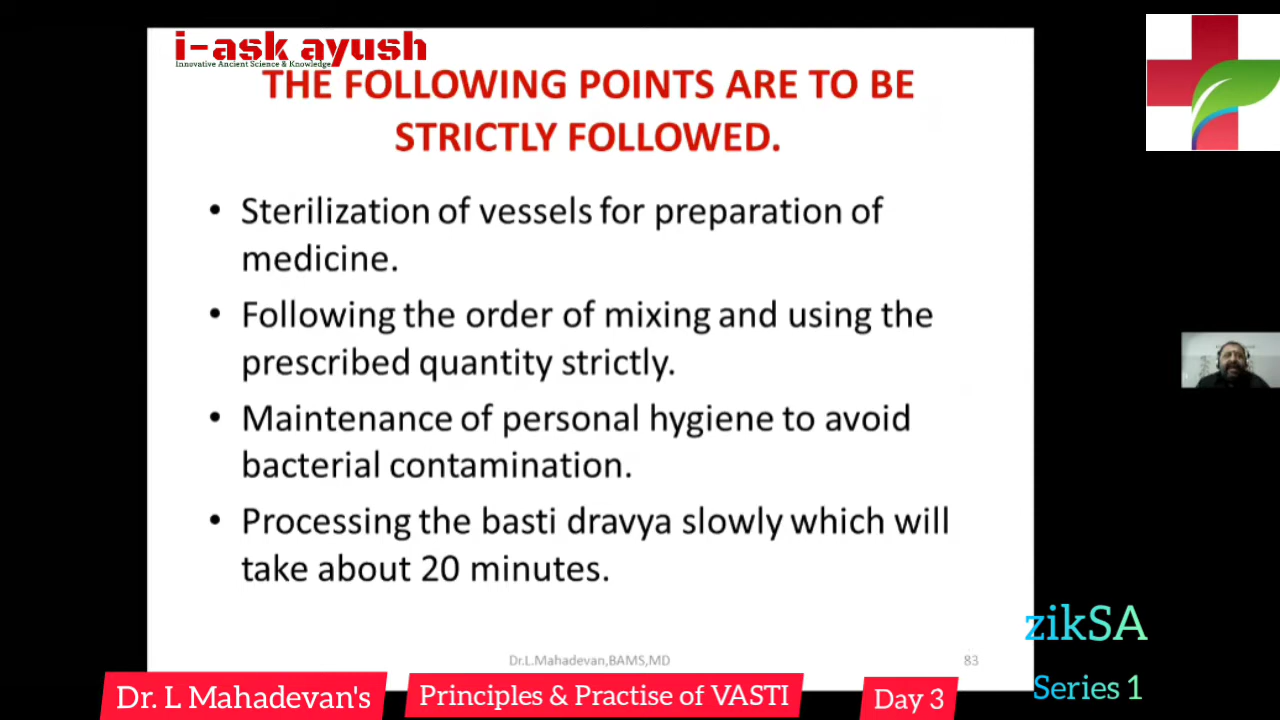 i-ask ayush
Innovative Ancient Science & Knowledge
THE FOLLOWING POINTS ARE TO BE
STRICTLY FOLLOWED.
• Sterilization of vessels for preparation of
medicine.
• Following the order of mixing and using the
prescribed quantity strictly.
• Maintenance of personal hygiene to avoid
bacterial contamination.
• Processing the basti dravya slowly which will
take about 20 minutes.
Dr.L.Mahadevan,BAMS,MD
83
zikSA
Series 1
Dr. L Mahadevan's
Principles & Practise of VASTI
Day 3